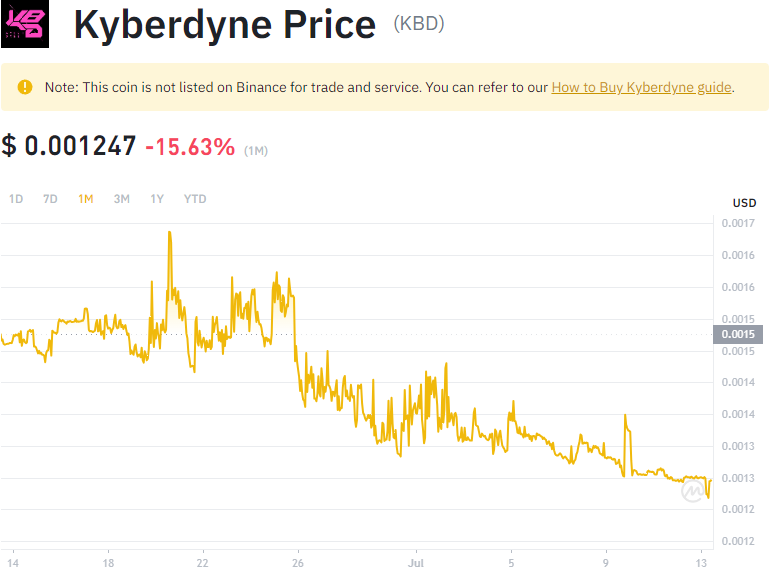 Kyberdyne Price (KBD)
Note: This coin is not listed on Binance for trade and service. You can refer to our How to Buy Kyberdyne guide.
$ 0.001247 -15.63% (1M)
1D 7D 1M 3M 1Y YTD
USD
0.0017
0.0016
0.0016
0.0015
0.0015
0.0015
0.0014
0.0014
0.0013
0.0013
0.0012
0.0012
14 18 22 26 Jul 5 9 13